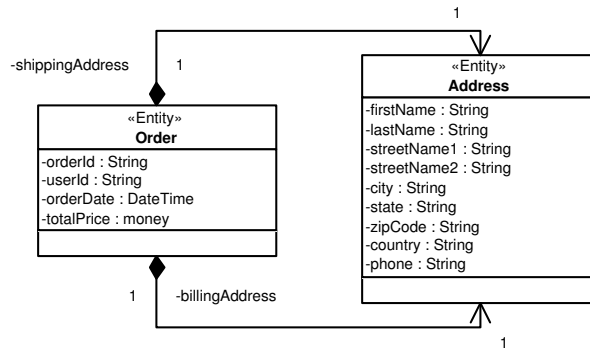 1
-shippingAddress
1
«Entity»
Order
-orderId : String
-userId : String
-orderDate : DateTime
-totalPrice : money
1
-billingAddress
«Entity»
Address
-firstName : String
-lastName : String
-streetName1 : String
-streetName2 : String
-city : String
-state : String
-zipCode : String
-country : String
-phone : String
1